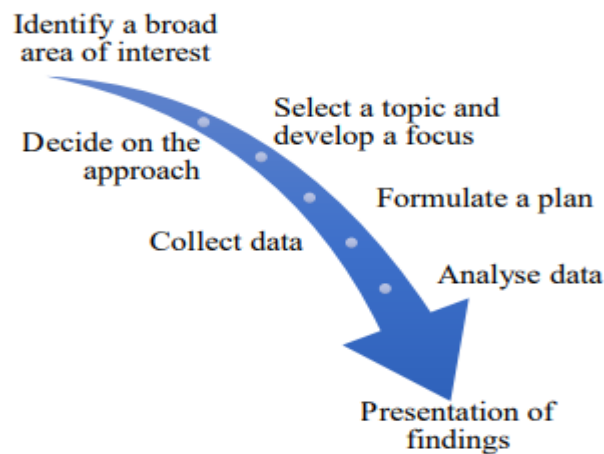 Identify a broad
area of interest
Select a topic and
develop a focus
Decide on the
approach
Formulate a plan
Collect data
Analyse data
Presentation of
findings